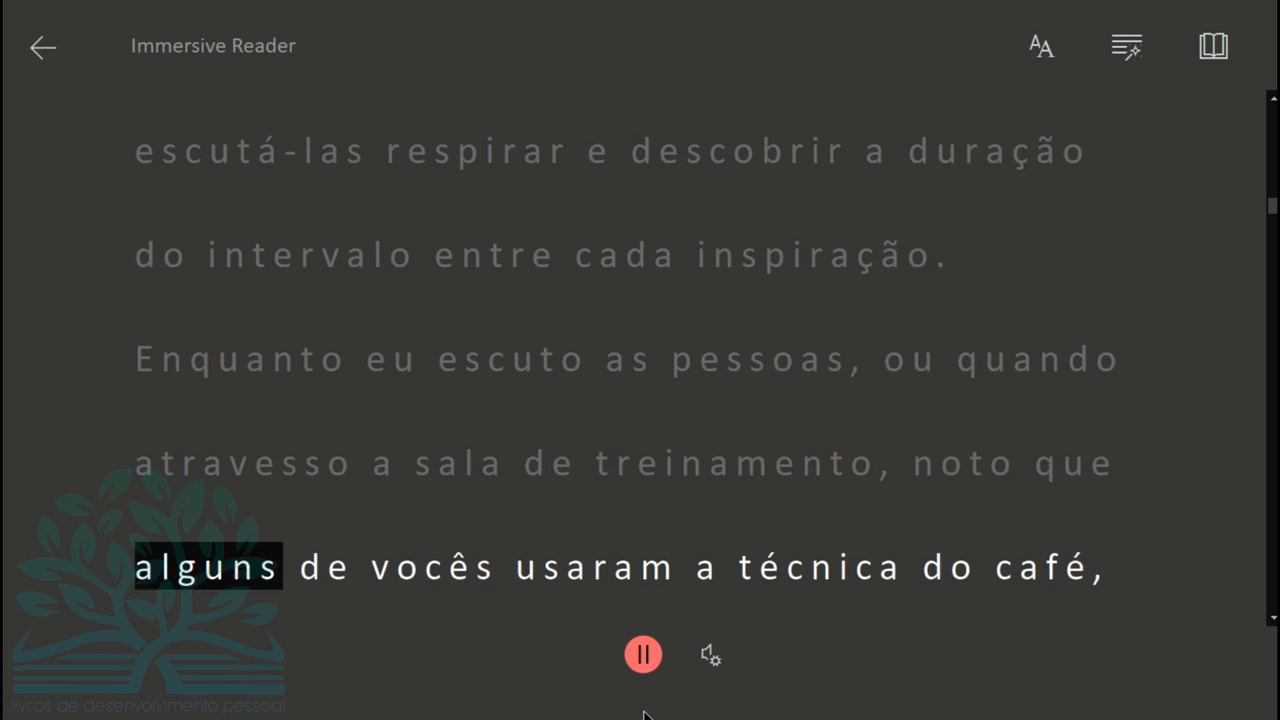 Immersive Reader
escutá-las respirar e descobrir a duração
do intervalo entre cada inspiração.
Enquanto eu escuto as pessoas, ou quando
atravesso a sala de treinamento, noto que
alguns de vocês usaram a técnica do café,
livros de desenvolvimento pessoal